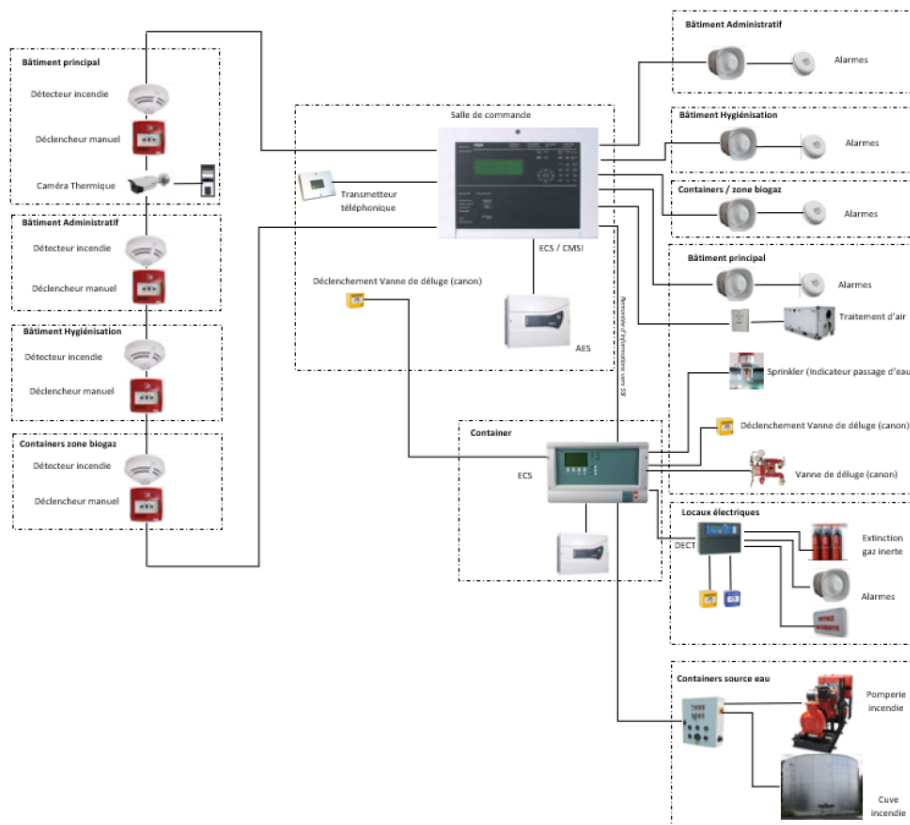 Bâtiment principal
Détecteur incendie
Déclencheur manuel
Caméra Thermique
Bâtiment Administratif
Détecteur incendie
Déclencheur manuel
Bâtiment Hygiénisation
Détecteur incendie
Déclencheur manuel
Containers zone biogaz
Détecteur incendie
Déclencheur manuel
Salle de commande
Transmetteur
téléphonique
ECS / CMSI
Déclenchement Vanne de déluge (canon)
AES
Remontée d'informations vers SSI
Container
ECS
Bâtiment Administratif
Alarmes
Bâtiment Hygiénisation
Alarmes
Containers / zone biogaz
Alarmes
Bâtiment principal
Alarmes
Traitement d'air
Sprinkler (Indicateur passage d'eau
Déclenchement Vanne de déluge (canon)
Vanne de déluge (canon)
Locaux électriques
DECT
Extinction
gaz inerte
Alarmes
Containers source eau
Pomperie
incendie
Cuve
incendie